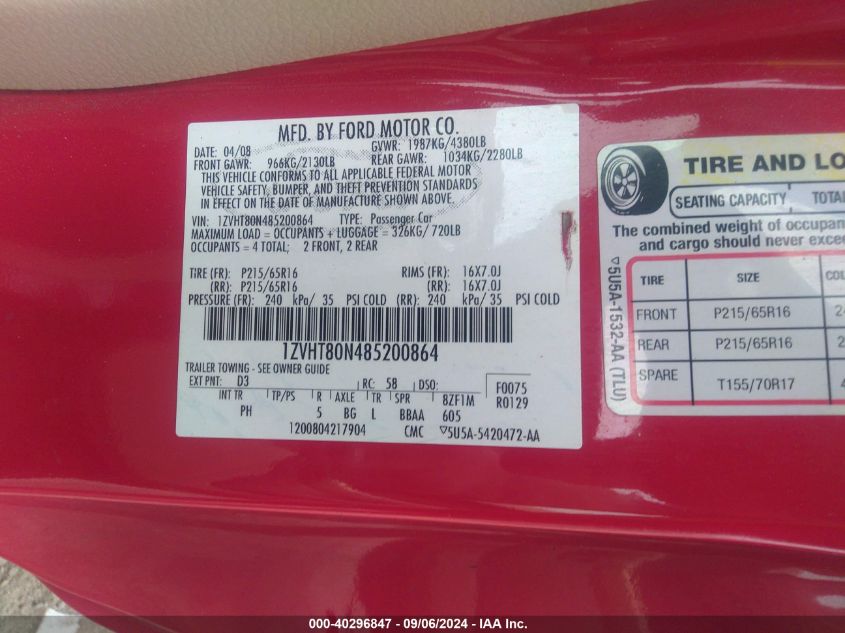 MFD. BY FORD MOTOR CO.
DATE: 04/08 GVWR: 1987KG/4380LB
FRONT GAWR: 966KG/2130LB REAR GAWR: 1034KG/2280LB
THIS VEHICLE CONFORMS TO ALL APPLICABLE FEDERAL MOTOR
VEHICLE SAFETY, BUMPER, AND THEFT PREVENTION STANDARDS
IN EFFECT ON THE DATE OF MANUFACTURE SHOWN ABOVE.
VIN: 1ZVHT80N485200864 TYPE: Passenger Car
MAXIMUM LOAD = OCCUPANTS + LUGGAGE = 326KG/ 720LB
OCCUPANTS = 4 TOTAL; 2 FRONT, 2 REAR
TIRE (FR): P215/65R16 RIMS (FR): 16X7.0J
(RR): P215/65R16 (RR): 16X7.0J
PRESSURE (FR): 240 kPa/ 35 PSI COLD (RR): 240 kPa/ 35 PSI COLD
1ZVHT80N485200864
TRAILER TOWING - SEE OWNER GUIDE
EXT PNT: D3 RC: 58 DSO: F0075
INT TR TP/PS R AXLE TR SPR 8ZF1M R0129
PH 5 BG L BBAA 605
1200804217904 CMC ▽5U5A-5420472-AA
TIRE AND LO
SEATING CAPACITY TOTA
The combined weight of occupan
and cargo should never excee
▽5U5A-1532-AA (TLU)
TIRE SIZE CO
FRONT P215/65R16 2
REAR P215/65R16 2
SPARE T155/70R17 4
000-40296847 - 09/06/2024 - IAA Inc.